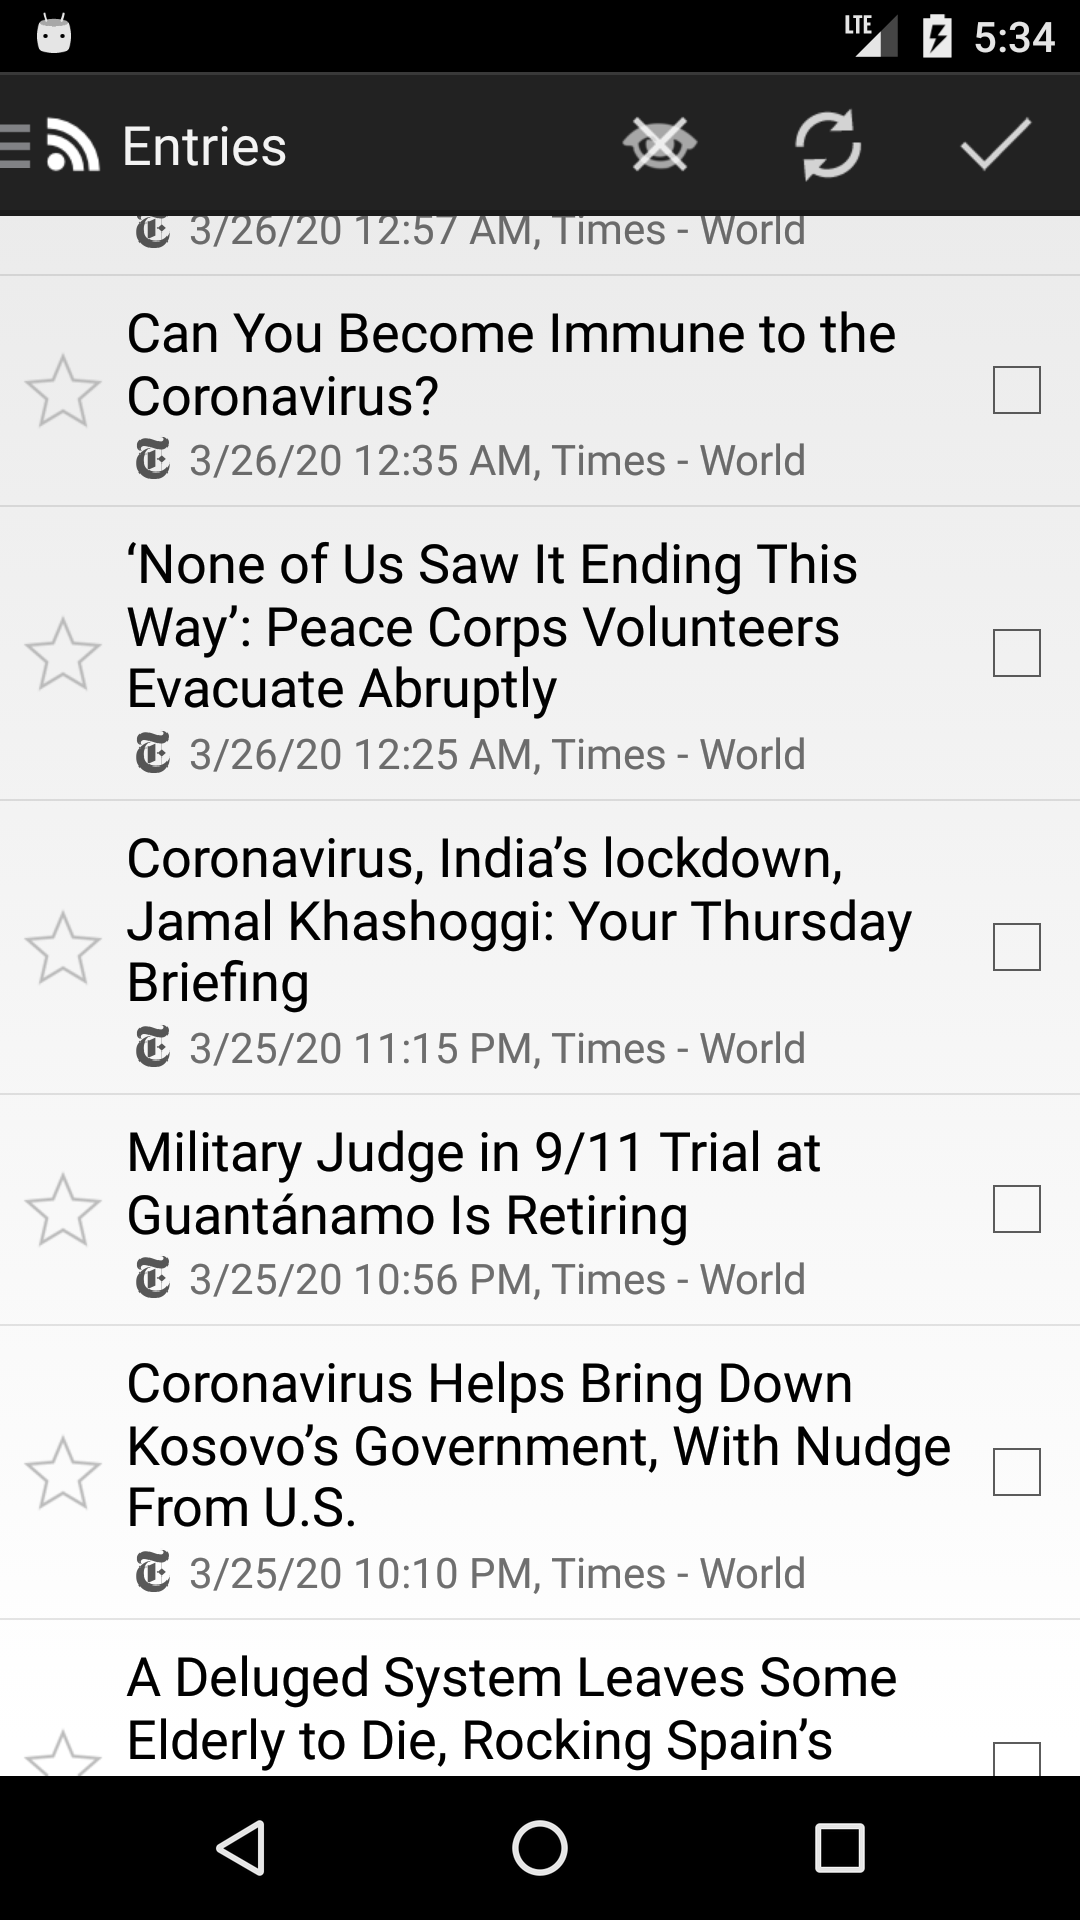 LTE 5:34
Entries
3/26/20 12:57 AM, Times - World
Can You Become Immune to the
Coronavirus?
3/26/20 12:35 AM, Times - World
‘None of Us Saw It Ending This
Way’: Peace Corps Volunteers
Evacuate Abruptly
3/26/20 12:25 AM, Times - World
Coronavirus, India’s lockdown,
Jamal Khashoggi: Your Thursday
Briefing
3/25/20 11:15 PM, Times - World
Military Judge in 9/11 Trial at
Guantánamo Is Retiring
3/25/20 10:56 PM, Times - World
Coronavirus Helps Bring Down
Kosovo’s Government, With Nudge
From U.S.
3/25/20 10:10 PM, Times - World
A Deluged System Leaves Some
Elderly to Die, Rocking Spain’s